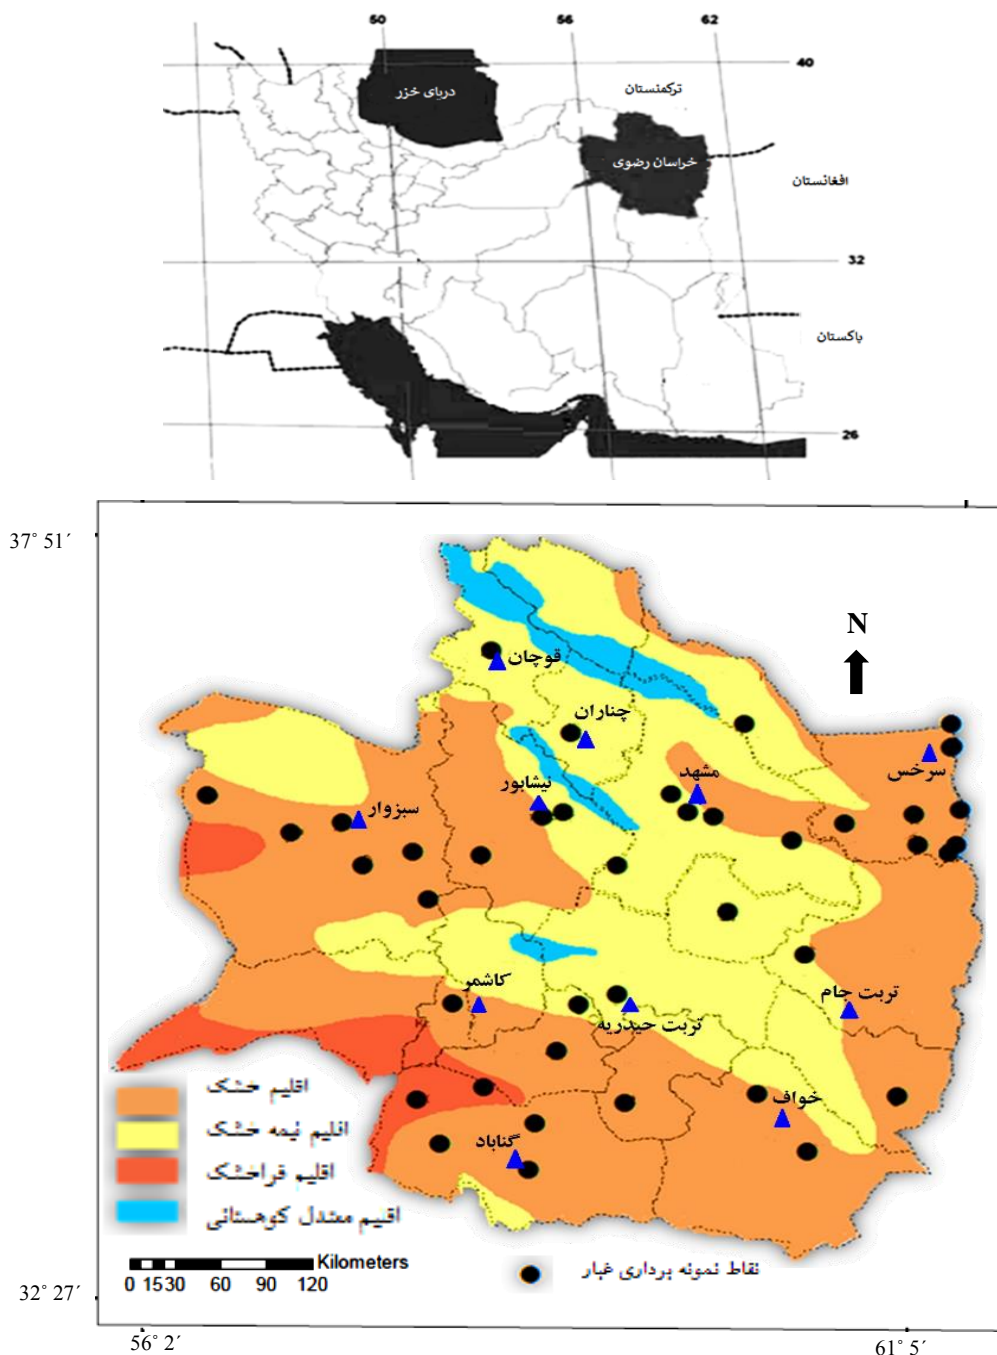 50 56 62
40
دریای خزر
ترکمنستان
خراسان رضوی
افغانستان
32
پاکستان
26
37° 51´
N
قوچان
چناران
سرخس
مشهد
نیشابور
سبزوار
کاشمر
تربت جام
تربت حیدریه
خواف
گناباد
اقلیم خشک
اقلیم نیمه خشک
اقلیم فراخشک
اقلیم معتدل کوهستانی
Kilometers
0 15 30 60 90 120
نقاط نمونه برداری غبار
32° 27´
56° 2´ 61° 5´